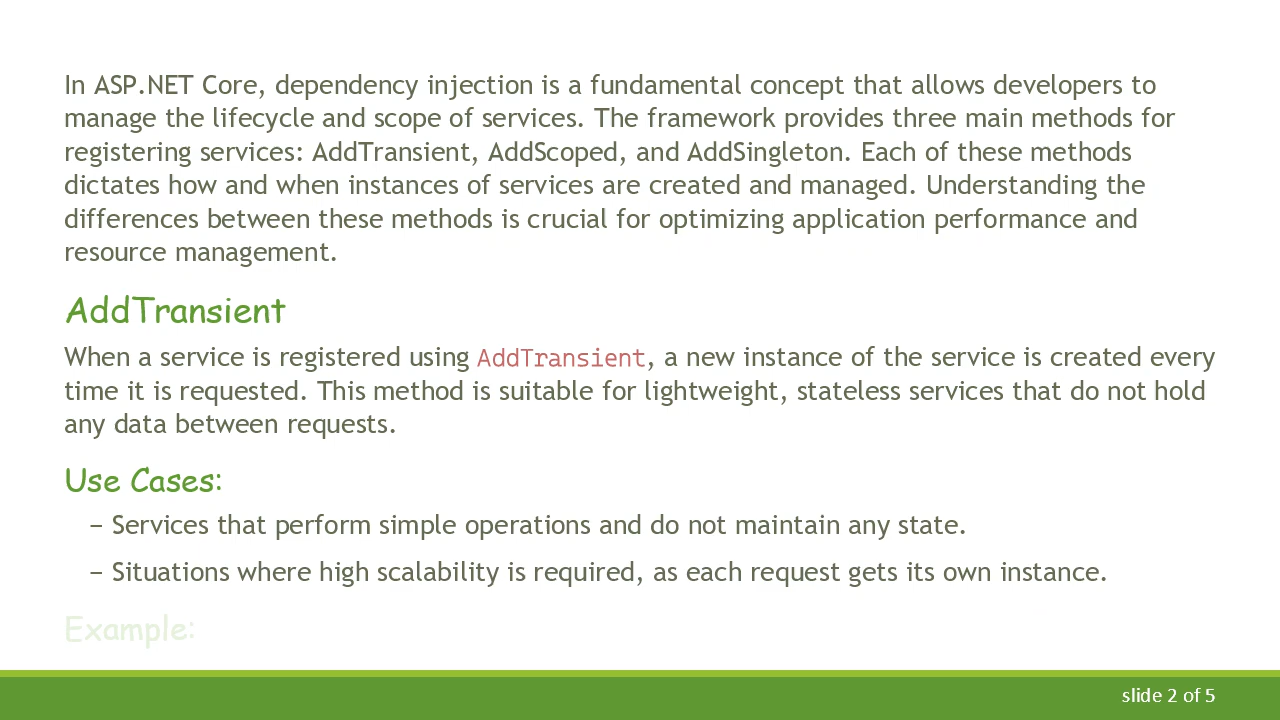 In ASP.NET Core, dependency injection is a fundamental concept that allows developers to
manage the lifecycle and scope of services. The framework provides three main methods for
registering services: AddTransient, AddScoped, and AddSingleton. Each of these methods
dictates how and when instances of services are created and managed. Understanding the
differences between these methods is crucial for optimizing application performance and
resource management.
AddTransient
When a service is registered using AddTransient, a new instance of the service is created every
time it is requested. This method is suitable for lightweight, stateless services that do not hold
any data between requests.
Use Cases:
– Services that perform simple operations and do not maintain any state.
– Situations where high scalability is required, as each request gets its own instance.
Example:
slide 2 of 5